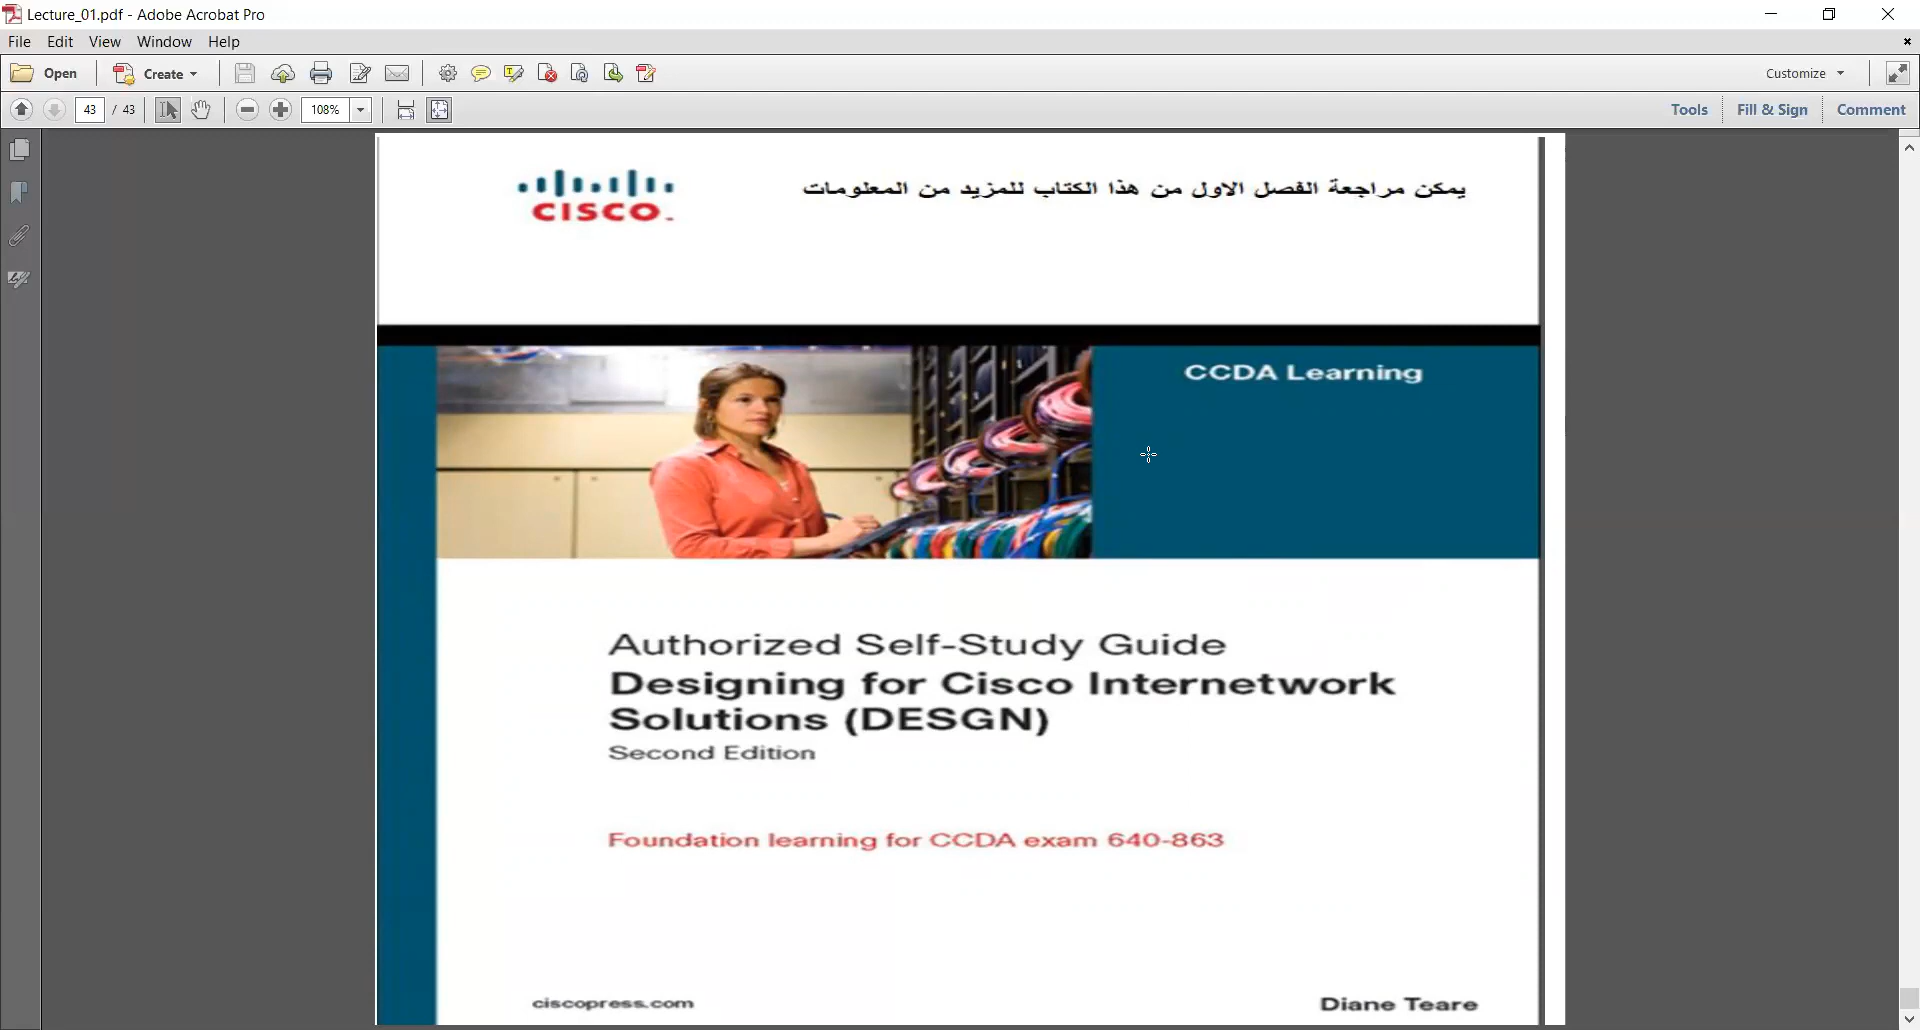 Lecture_01.pdf - Adobe Acrobat Pro
File Edit View Window Help
Open Create Customize
43 / 43 108% Tools Fill & Sign Comment
CISCO.
يمكن مراجعة الفصل الاول من هذا الكتاب للمزيد من المعلومات
CCDA Learning
Authorized Self-Study Guide
Designing for Cisco Internetwork
Solutions (DESGN)
Second Edition
Foundation learning for CCDA exam 640-863
ciscopress.com Diane Teare